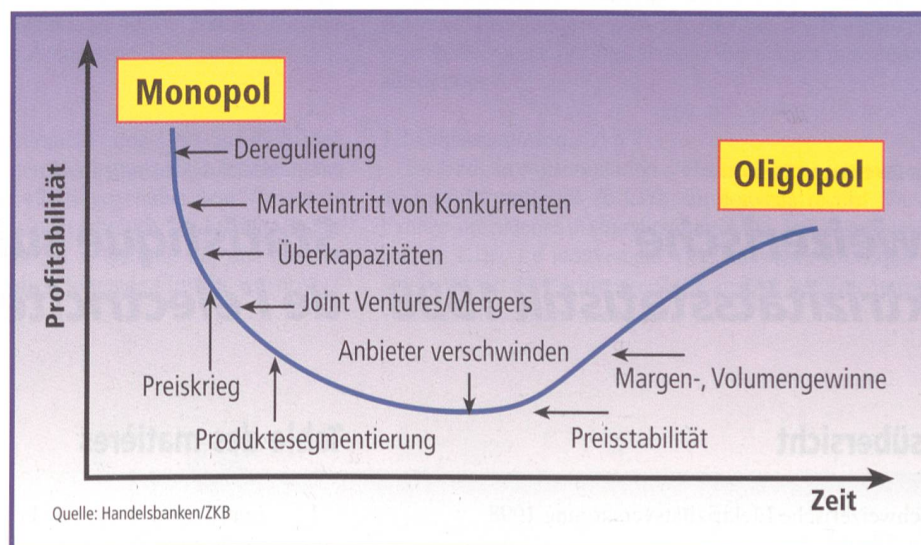 Monopol
Deregulierung
Markteintritt von Konkurrenten
Überkapazitäten
Joint Ventures/Mergers
Anbieter verschwinden
Preiskrieg
Produktesegmentierung
Oligopol
Margen-, Volumengewinne
Preisstabilität
Profitabilität
Zeit
Quelle: Handelsbanken/ZKB